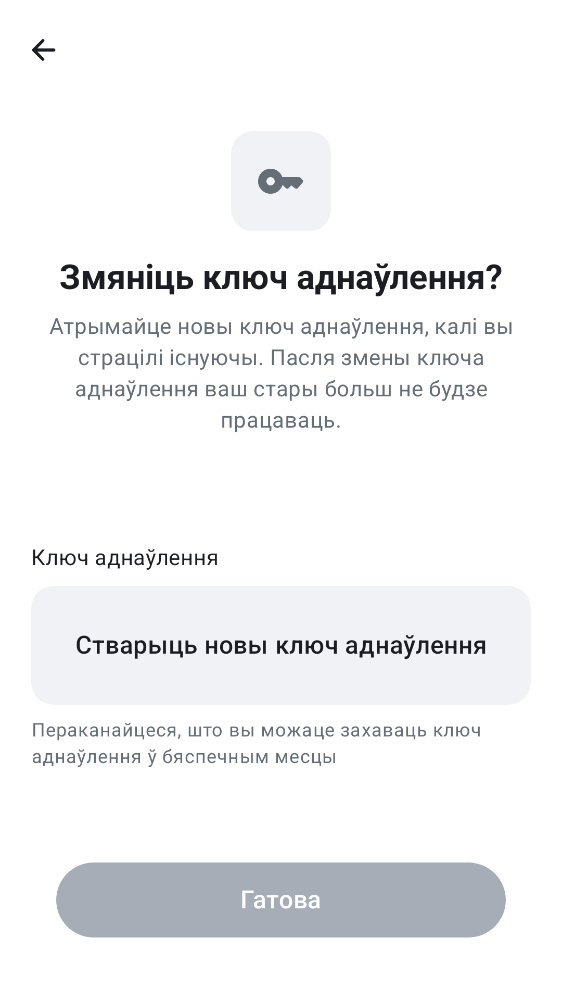 Змяніць ключ аднаўлення?
Атрымайце новы ключ аднаўлення, калі вы
страцілі існуючы. Пасля змены ключа
аднаўлення ваш стары больш не будзе
працаваць.
Ключ аднаўлення
Стварыць новы ключ аднаўлення
Пераканайцеся, што вы можаце захаваць ключ
аднаўлення ў бяспечным месцы
Гатова